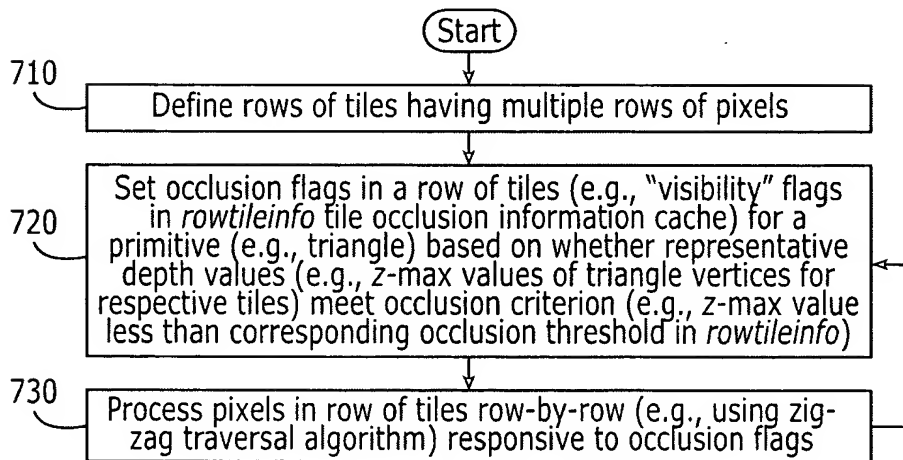 Start
710
Define rows of tiles having multiple rows of pixels
720
Set occlusion flags in a row of tiles (e.g., “visibility” flags
in rowtileinfo tile occlusion information cache) for a
primitive (e.g., triangle) based on whether representative
depth values (e.g., z-max values of triangle vertices for
respective tiles) meet occlusion criterion (e.g., z-max value
less than corresponding occlusion threshold in rowtileinfo)
730
Process pixels in row of tiles row-by-row (e.g., using zig-
zag traversal algorithm) responsive to occlusion flags